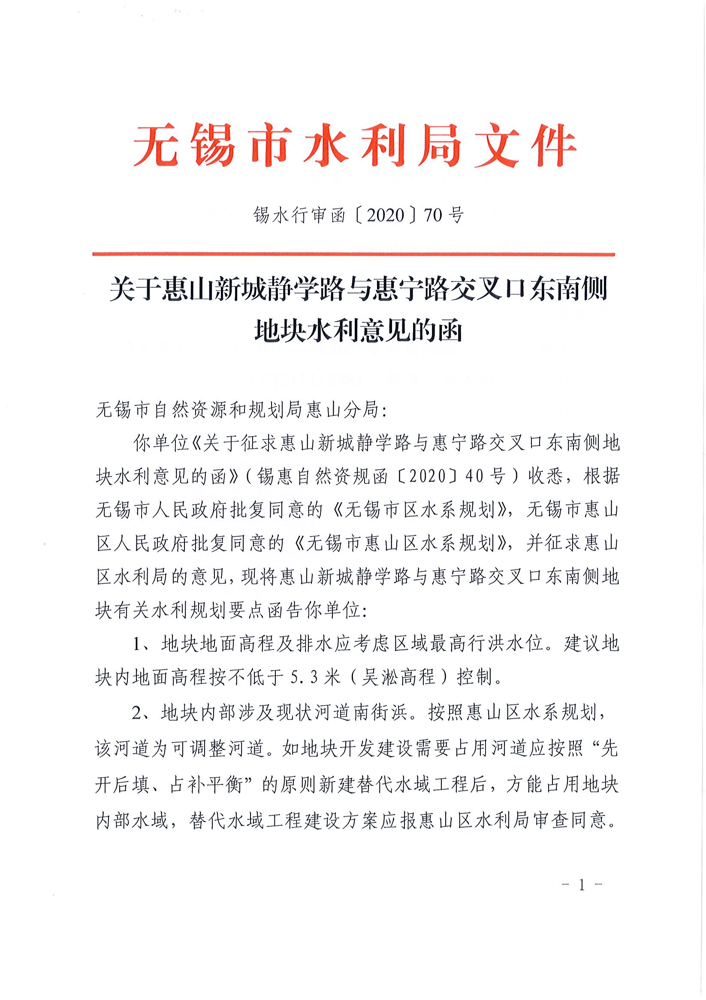 无锡市水利局文件
锡水行审函〔2020〕70号
关于惠山新城静学路与惠宁路交叉口东南侧
地块水利意见的函
无锡市自然资源和规划局惠山分局：
你单位《关于征求惠山新城静学路与惠宁路交叉口东南侧地
块水利意见的函》（锡惠自然资规函〔2020〕40号）收悉，根据
无锡市人民政府批复同意的《无锡市区水系规划》，无锡市惠山
区人民政府批复同意的《无锡市惠山区水系规划》，并征求惠山
区水利局的意见，现将惠山新城静学路与惠宁路交叉口东南侧地
块有关水利规划要点函告你单位：
1、地块地面高程及排水应考虑区域最高行洪水位。建议地
块内地面高程按不低于5.3米（吴淞高程）控制。
2、地块内部涉及现状河道南街浜。按照惠山区水系规划，
该河道为可调整河道。如地块开发建设需要占用河道应按照“先
开后填、占补平衡”的原则新建替代水域工程后，方能占用地块
内部水域，替代水域工程建设方案应报惠山区水利局审查同意。
- 1 -